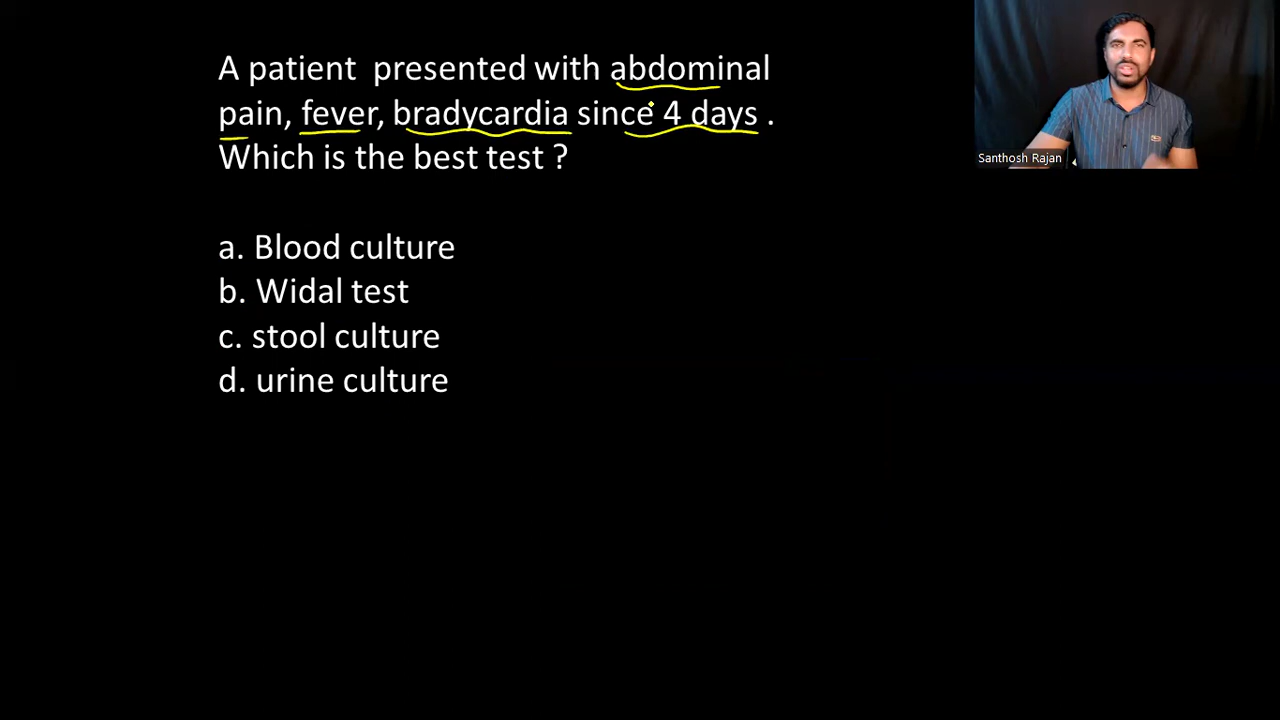 A patient  presented with abdominal
pain, fever, bradycardia since 4 days .
Which is the best test ?
a. Blood culture
b. Widal test
c. stool culture
d. urine culture
Santhosh Rajan